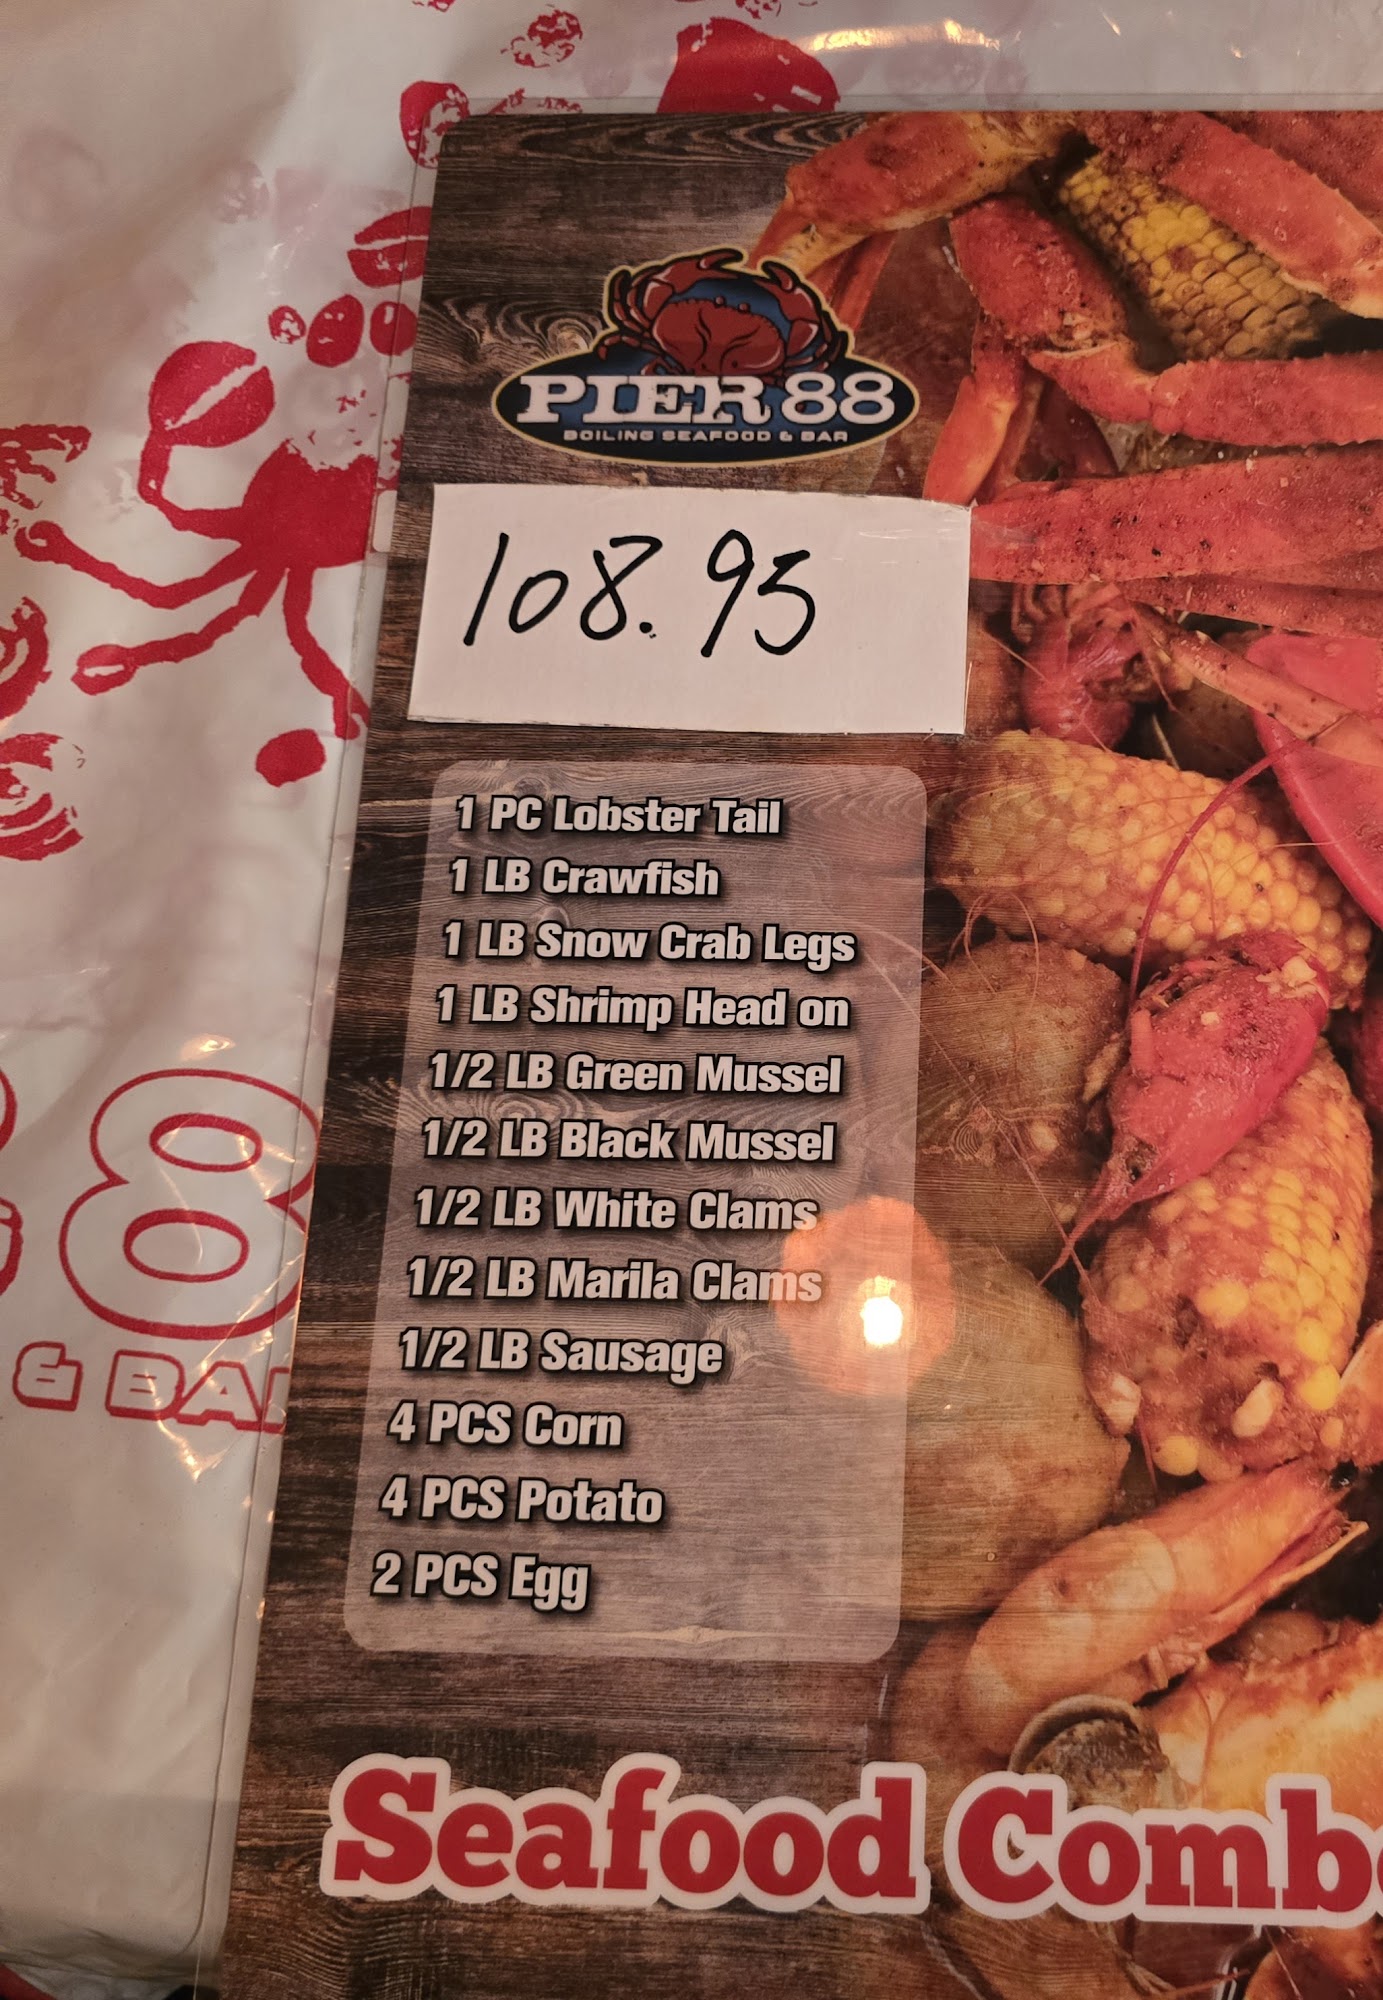 PIER 88
BOILING SEAFOOD & BAR
108.95
1 PC Lobster Tail
1 LB Crawfish
1 LB Snow Crab Legs
1 LB Shrimp Head on
1/2 LB Green Mussel
1/2 LB Black Mussel
1/2 LB White Clams
1/2 LB Marila Clams
1/2 LB Sausage
4 PCS Corn
4 PCS Potato
2 PCS Egg
8
& BAR
Seafood Combo